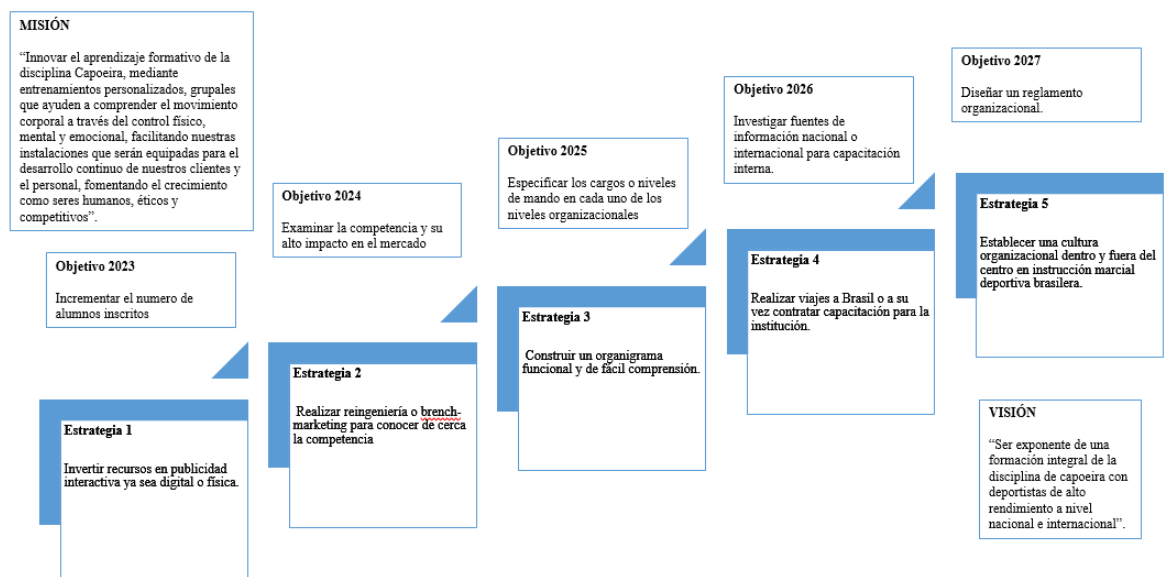 MISIÓN
“Innovar el aprendizaje formativo de la
disciplina Capoeira, mediante
entrenamientos personalizados, grupales
que ayuden a comprender el movimiento
corporal a través del control físico,
mental y emocional, facilitando nuestras
instalaciones que serán equipadas para el
desarrollo continuo de nuestros clientes y
el personal, fomentando el crecimiento
como seres humanos, éticos y
competitivos”.
Objetivo 2023
Incrementar el numero de
alumnos inscritos
Estrategia 1
Invertir recursos en publicidad
interactiva ya sea digital o física.
Objetivo 2024
Examinar la competencia y su
alto impacto en el mercado
Estrategia 2
Realizar reingeniería o brench-
marketing para conocer de cerca
la competencia
Objetivo 2025
Especificar los cargos o niveles
de mando en cada uno de los
niveles organizacionales
Estrategia 3
Construir un organigrama
funcional y de fácil comprensión.
Objetivo 2026
Investigar fuentes de
información nacional o
internacional para capacitación
interna.
Estrategia 4
Realizar viajes a Brasil o a su
vez contratar capacitación para la
institución.
Objetivo 2027
Diseñar un reglamento
organizacional.
Estrategia 5
Establecer una cultura
organizacional dentro y fuera del
centro en instrucción marcial
deportiva brasilera.
VISIÓN
“Ser exponente de una
formación integral de la
disciplina de capoeira con
deportistas de alto
rendimiento a nivel
nacional e internacional”.